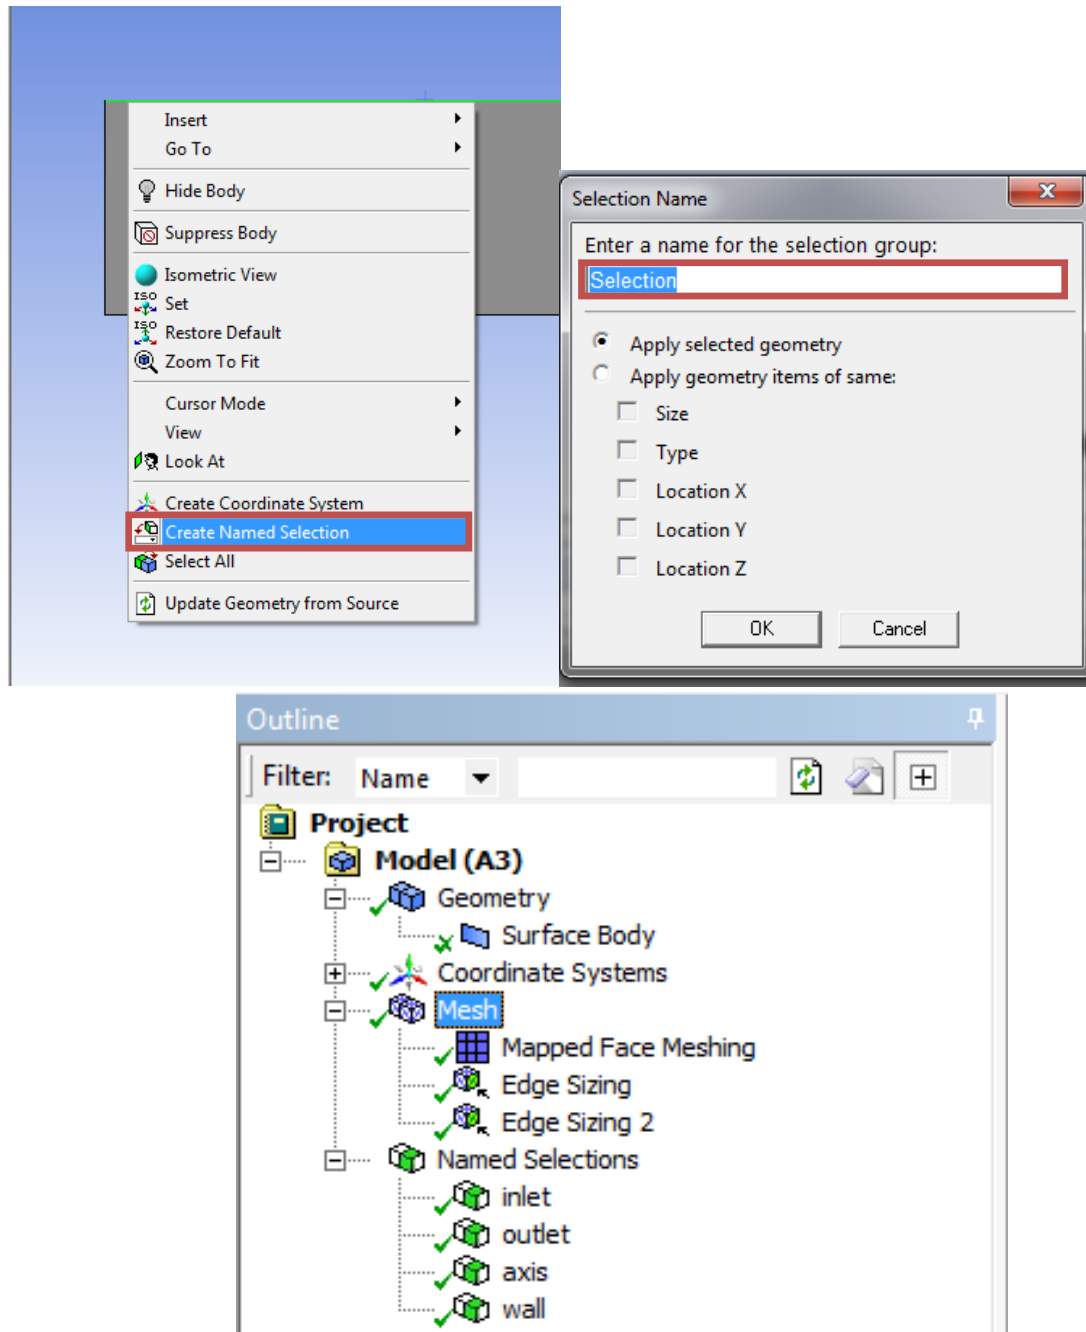 Insert
Go To
Hide Body
Suppress Body
Isometric View
ISO
Set
ISO
Restore Default
Zoom To Fit
Cursor Mode
View
Look At
Create Coordinate System
Create Named Selection
Select All
Update Geometry from Source
Selection Name
Enter a name for the selection group:
Selection
Apply selected geometry
Apply geometry items of same:
Size
Type
Location X
Location Y
Location Z
OK Cancel
Outline
Filter: Name
Project
Model (A3)
Geometry
Surface Body
Coordinate Systems
Mesh
Mapped Face Meshing
Edge Sizing
Edge Sizing 2
Named Selections
inlet
outlet
axis
wall